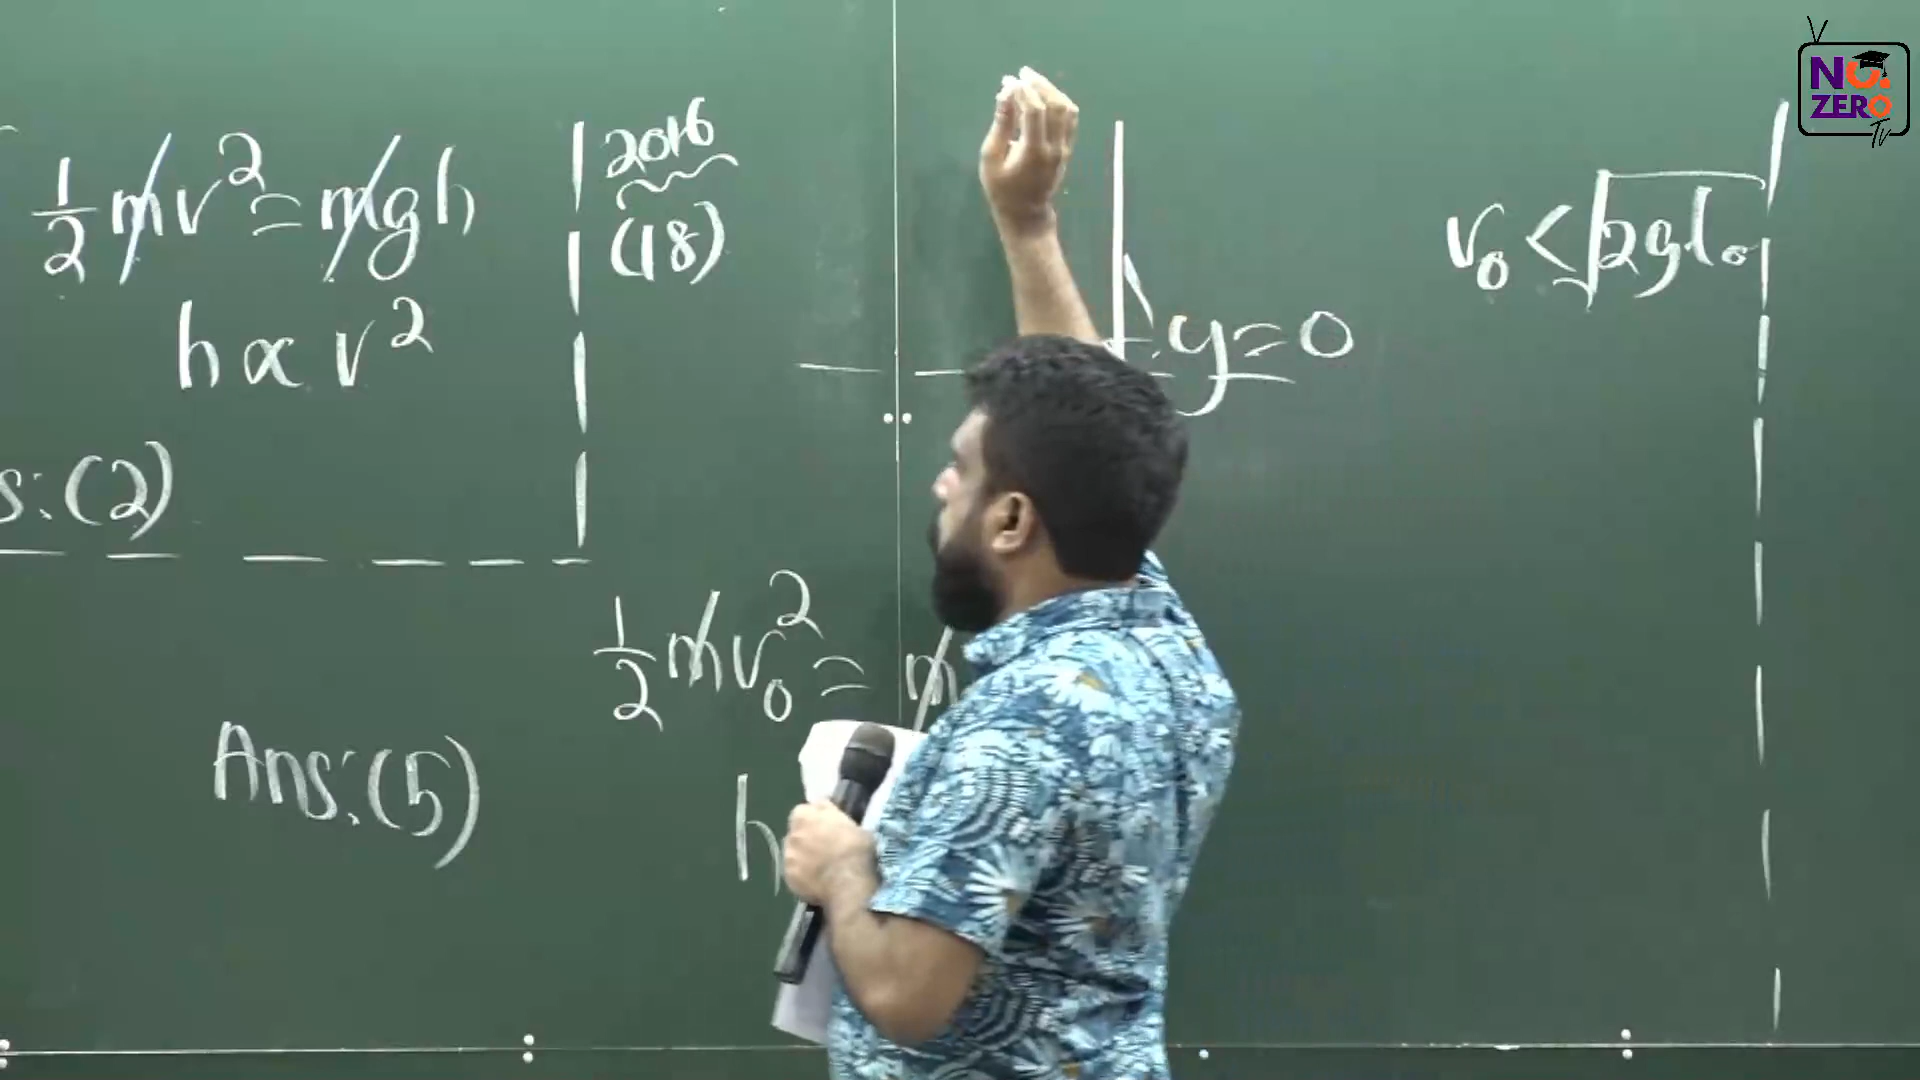 ½mv² = mgh
h ∝ v²
s:(2)
2016
(18)
y=0
v₀ < √2gl₀
½mv₀² = m
h
Ans:(5)
NO.
ZERO
TV